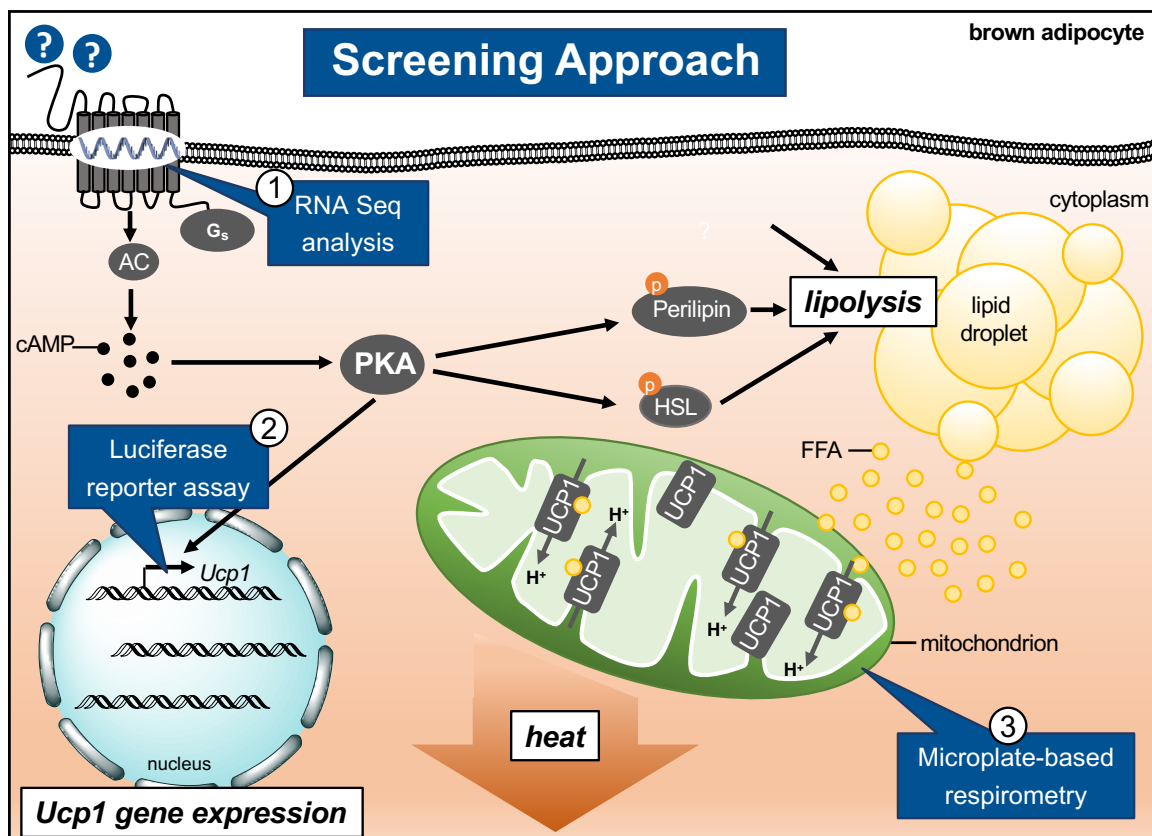 ? ?
Screening Approach
brown adipocyte
1
RNA Seq
analysis
Gs
AC
cAMP
PKA
?
p
Perilipin
p
HSL
lipolysis
cytoplasm
lipid
droplet
FFA
2
Luciferase
reporter assay
Ucp1
nucleus
Ucp1 gene expression
UCP1
H+
UCP1
H+
UCP1
UCP1
H+
UCP1
UCP1
H+
mitochondrion
heat
3
Microplate-based
respirometry